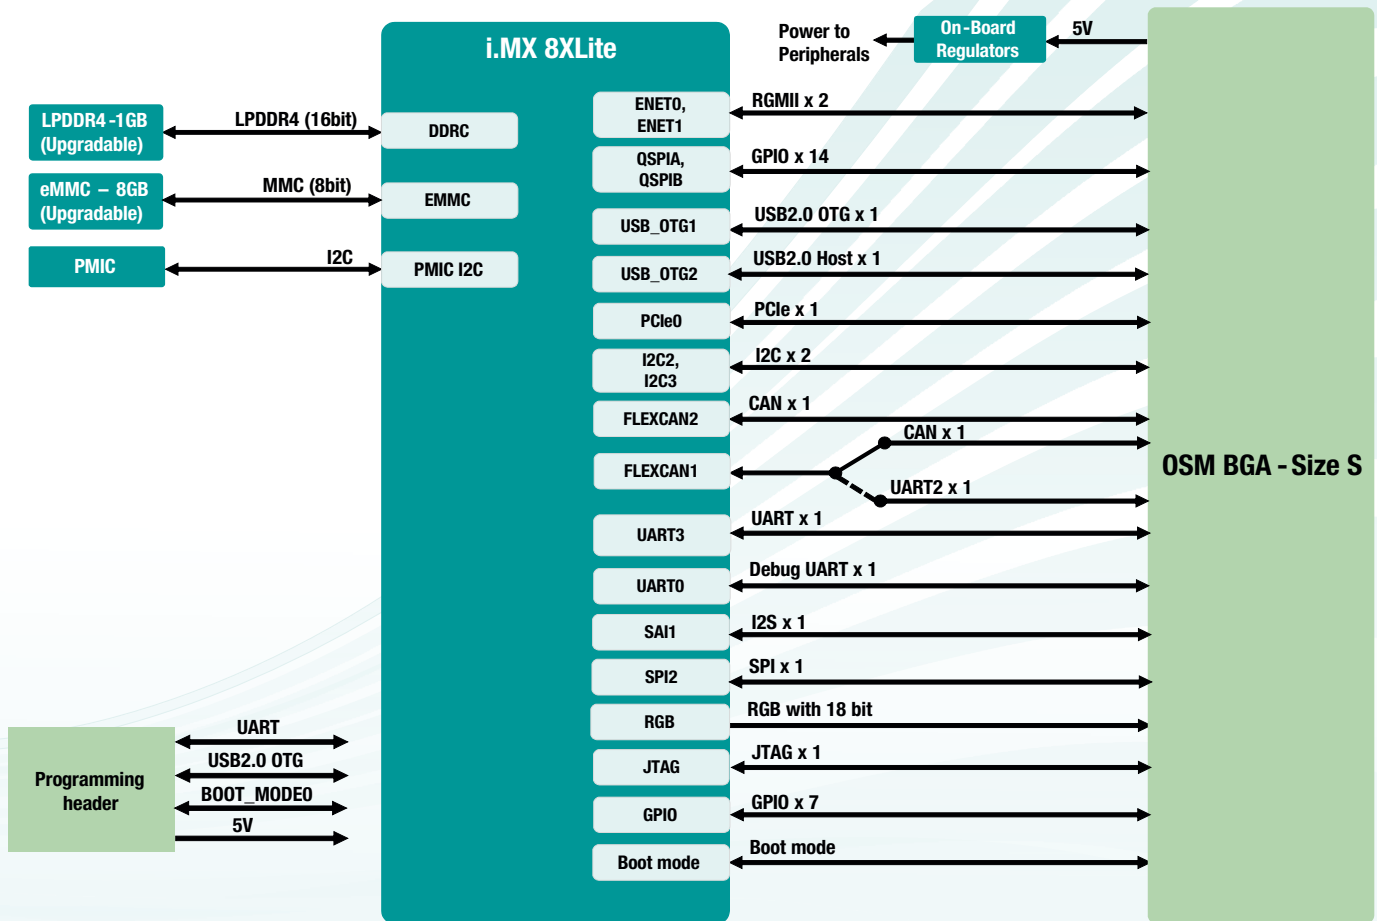 i.MX 8XLite
Power to
Peripherals
On-Board
Regulators
5V
LPDDR4 -1GB
(Upgradable)
LPDDR4 (16bit)
DDRC
eMMC – 8GB
(Upgradable)
MMC (8bit)
EMMC
PMIC
I2C
PMIC I2C
ENET0,
ENET1
RGMII x 2
QSPIA,
QSPIB
GPIO x 14
USB_OTG1
USB2.0 OTG x 1
USB_OTG2
USB2.0 Host x 1
PCIe0
PCIe x 1
I2C2,
I2C3
I2C x 2
FLEXCAN2
CAN x 1
FLEXCAN1
CAN x 1
UART2 x 1
UART3
UART x 1
UART0
Debug UART x 1
SAI1
I2S x 1
SPI2
SPI x 1
RGB
RGB with 18 bit
JTAG
JTAG x 1
GPIO
GPIO x 7
Boot mode
Boot mode
OSM BGA - Size S
Programming
header
UART
USB2.0 OTG
BOOT_MODE0
5V